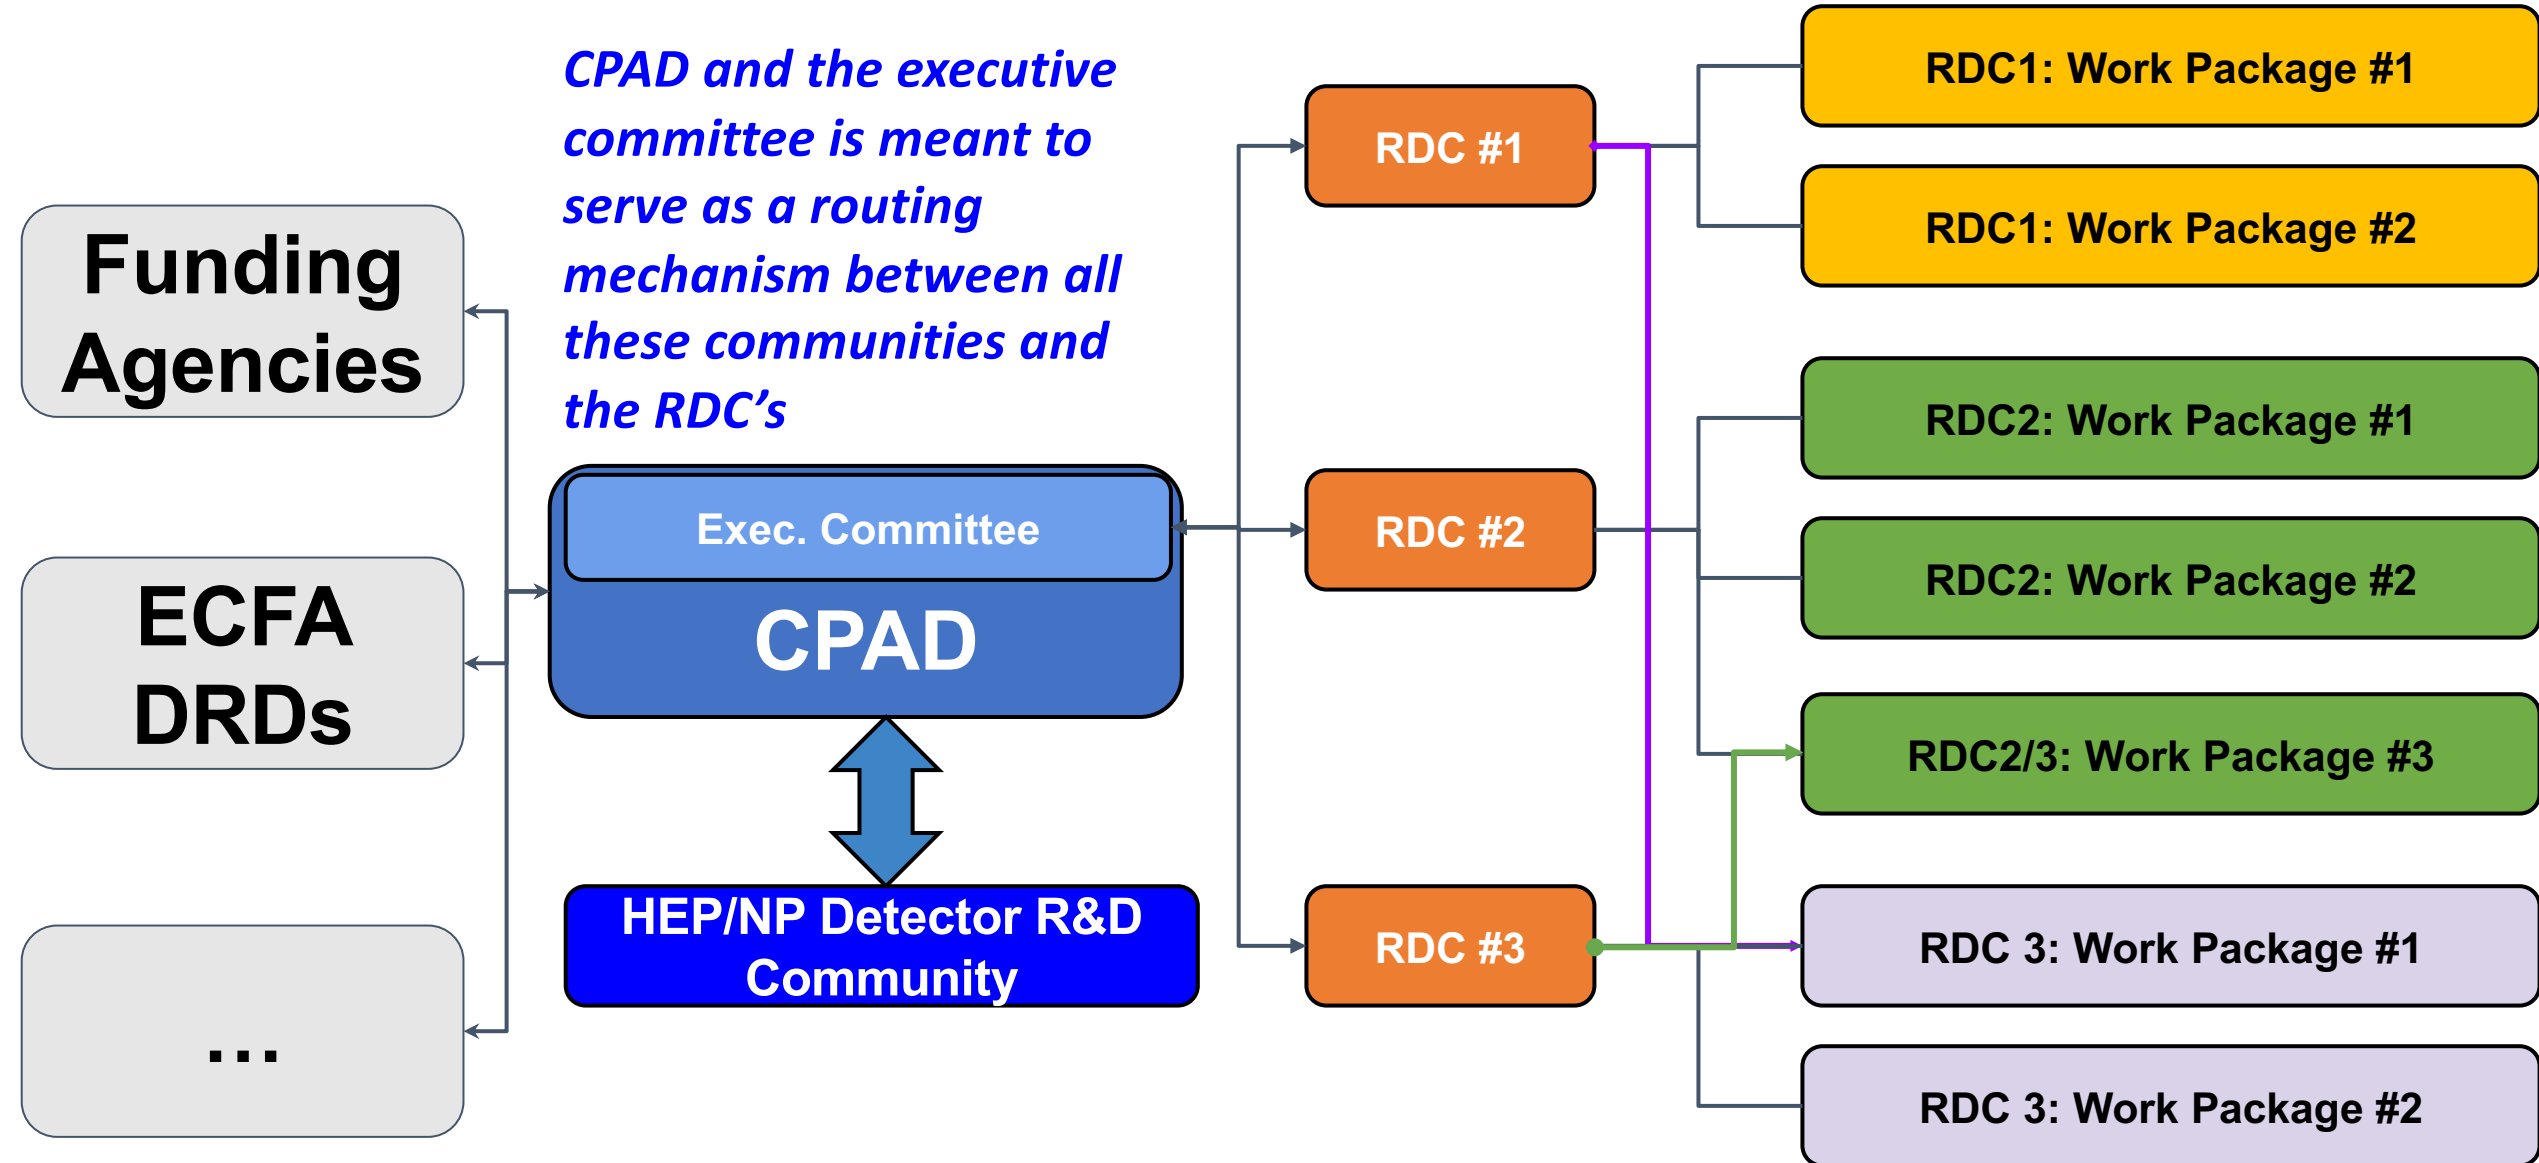 CPAD and the executive
committee is meant to
serve as a routing
mechanism between all
these communities and
the RDC’s
Funding
Agencies
ECFA
DRDs
…
Exec. Committee
CPAD
HEP/NP Detector R&D
Community
RDC #1
RDC #2
RDC #3
RDC1: Work Package #1
RDC1: Work Package #2
RDC2: Work Package #1
RDC2: Work Package #2
RDC2/3: Work Package #3
RDC 3: Work Package #1
RDC 3: Work Package #2